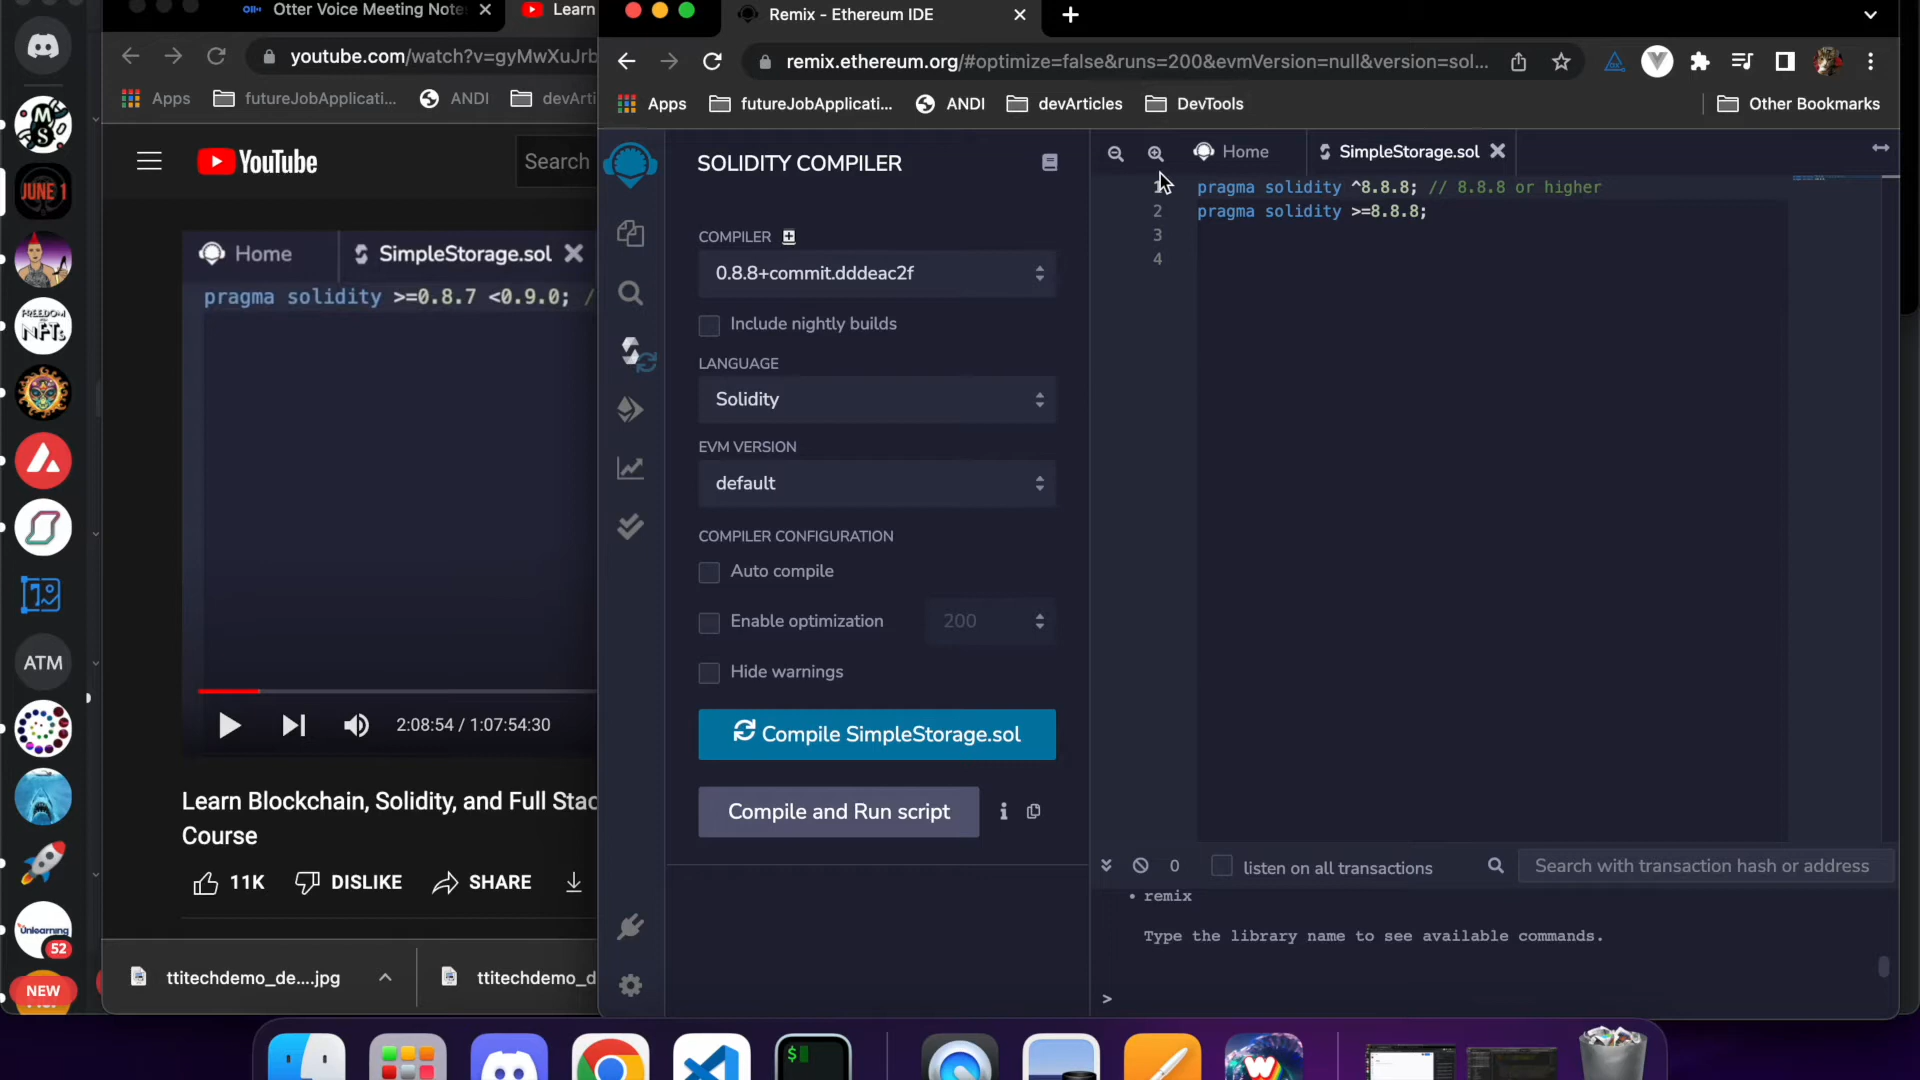 Otter Voice Meeting Note
Learn
youtube.com/watch?v=gyMwXuJrb
Apps
futureJobApplicati...
ANDI
devArti
YouTube
Search
Home
SimpleStorage.sol
pragma solidity >=0.8.7 <0.9.0; /
2:08:54 / 1:07:54:30
Learn Blockchain, Solidity, and Full Stac
Course
11K
DISLIKE
SHARE
ttitechdemo_de....jpg
ttitechdemo_d
JUNE 1
FREEDOM
NFTs
ATM
Unlearning
52
NEW
Remix - Ethereum IDE
remix.ethereum.org/#optimize=false&runs=200&evmVersion=null&version=sol...
Apps
futureJobApplicati...
ANDI
devArticles
DevTools
Other Bookmarks
SOLIDITY COMPILER
COMPILER
0.8.8+commit.dddeac2f
Include nightly builds
LANGUAGE
Solidity
EVM VERSION
default
COMPILER CONFIGURATION
Auto compile
Enable optimization
200
Hide warnings
Compile SimpleStorage.sol
Compile and Run script
Home
SimpleStorage.sol
1 pragma solidity ^8.8.8; // 8.8.8 or higher
2 pragma solidity >=8.8.8;
3
4
0
listen on all transactions
Search with transaction hash or address
• remix
Type the library name to see available commands.
>
$